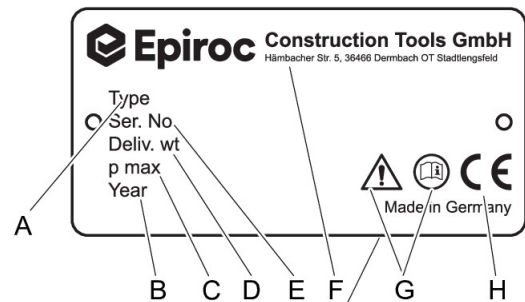 Epiroc Construction Tools GmbH
Hämbacher Str. 5, 36466 Dermbach OT Stadtlengsfeld
Type
Ser. No
Deliv. wt
p max
Year
CE
Made in Germany
A
B C D E F G H